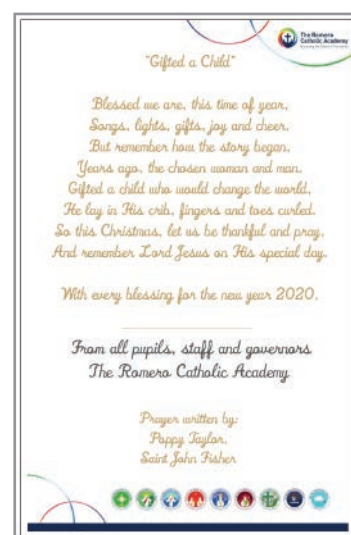 The Romero
Catholic Academy
"Gifted a Child"
Blessed we are, this time of year,
Songs, lights, gifts, joy and cheer.
But remember how the story began,
Years ago, the chosen woman and man.
Gifted a child who would change the world,
He lay in His crib, fingers and toes curled.
So this Christmas, let us be thankful and pray,
And remember Lord Jesus on His special day.
With every blessing for the new year 2020.
From all pupils, staff and governors
The Romero Catholic Academy
Prayer written by:
Poppy Taylor,
Saint John Fisher